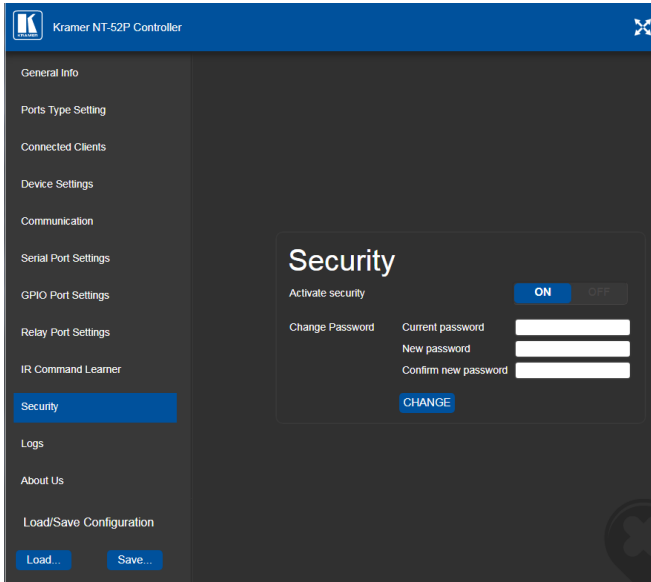 KRAMER
Kramer NT-52P Controller
General Info
Ports Type Setting
Connected Clients
Device Settings
Communication
Serial Port Settings
GPIO Port Settings
Relay Port Settings
IR Command Learner
Security
Logs
About Us
Load/Save Configuration
Load... Save...
Security
Activate security ON OFF
Change Password Current password
New password
Confirm new password
CHANGE